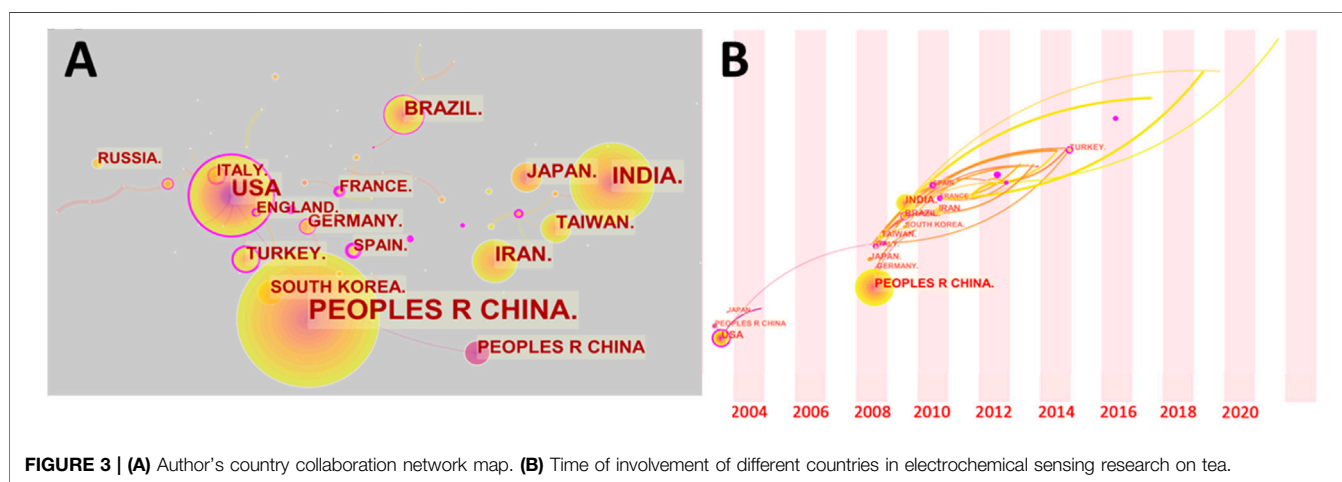 A
BRAZIL.
RUSSIA.
ITALY.
USA
FRANCE.
JAPAN.
INDIA.
ENGLAND.
GERMANY.
TAIWAN.
TURKEY.
SPAIN.
IRAN.
SOUTH KOREA.
PEOPLES R CHINA.
PEOPLES R CHINA
B
TURKEY.
SPAIN.
FRANCE.
INDIA.
IRAN.
BRAZIL.
SOUTH KOREA.
TAIWAN.
ITALY.
JAPAN.
GERMANY.
PEOPLES R CHINA.
JAPAN
PEOPLES R CHINA
USA
2004 2006 2008 2010 2012 2014 2016 2018 2020
FIGURE 3 | (A) Author's country collaboration network map. (B) Time of involvement of different countries in electrochemical sensing research on tea.